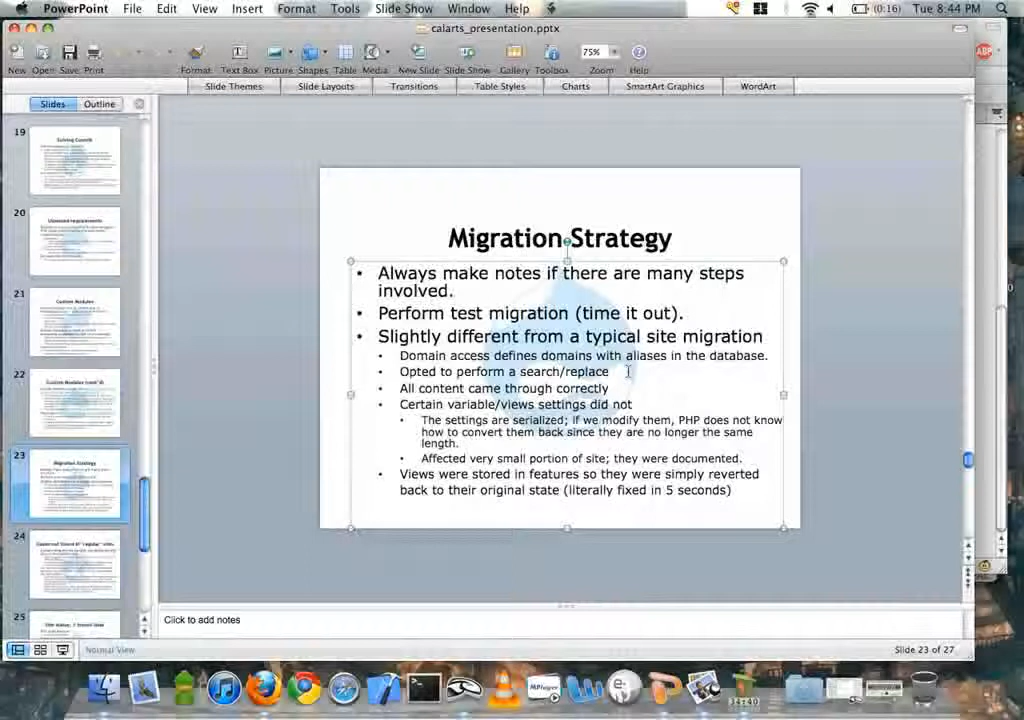 PowerPoint File Edit View Insert Format Tools Slide Show Window Help (0:16) Tue 8:44 PM
calarts_presentation.pptx
75%
ABP
New Open Save Print Format Text Box Picture Shapes Table Media New Slide Slide Show Gallery Toolbox Zoom Help
Slide Themes Slide Layouts Transitions Table Styles Charts SmartArt Graphics WordArt
Slides Outline
19
20
21
Custom Modules
22
23
Migration Strategy
24
25
Migration Strategy
• Always make notes if there are many steps
involved.
• Perform test migration (time it out).
• Slightly different from a typical site migration
• Domain access defines domains with aliases in the database.
• Opted to perform a search/replace
• All content came through correctly
• Certain variable/views settings did not
• The settings are serialized; if we modify them, PHP does not know
how to convert them back since they are no longer the same
length.
• Affected very small portion of site; they were documented.
• Views were stored in features so they were simply reverted
back to their original state (literally fixed in 5 seconds)
Click to add notes
Normal View Slide 23 of 27
MPlayer
34:40